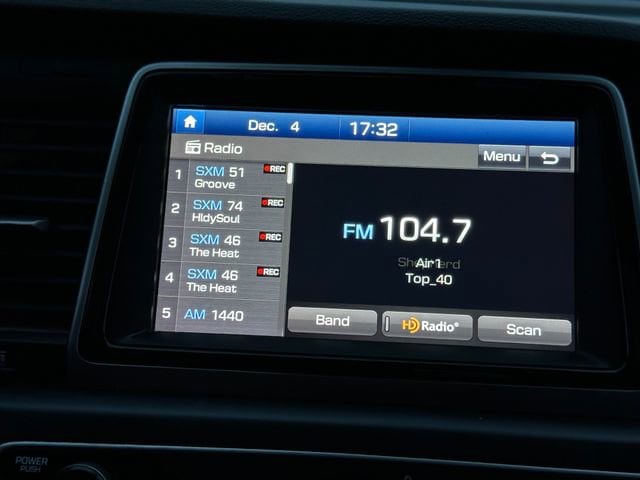 Dec. 4 17:32
Radio
Menu
1 SXM 51 REC
Groove
2 SXM 74 REC
HldySoul
3 SXM 46 REC
The Heat
4 SXM 46 REC
The Heat
5 AM 1440
FM 104.7
Air1
Top_40
Band
HD Radio®
Scan
POWER
PUSH